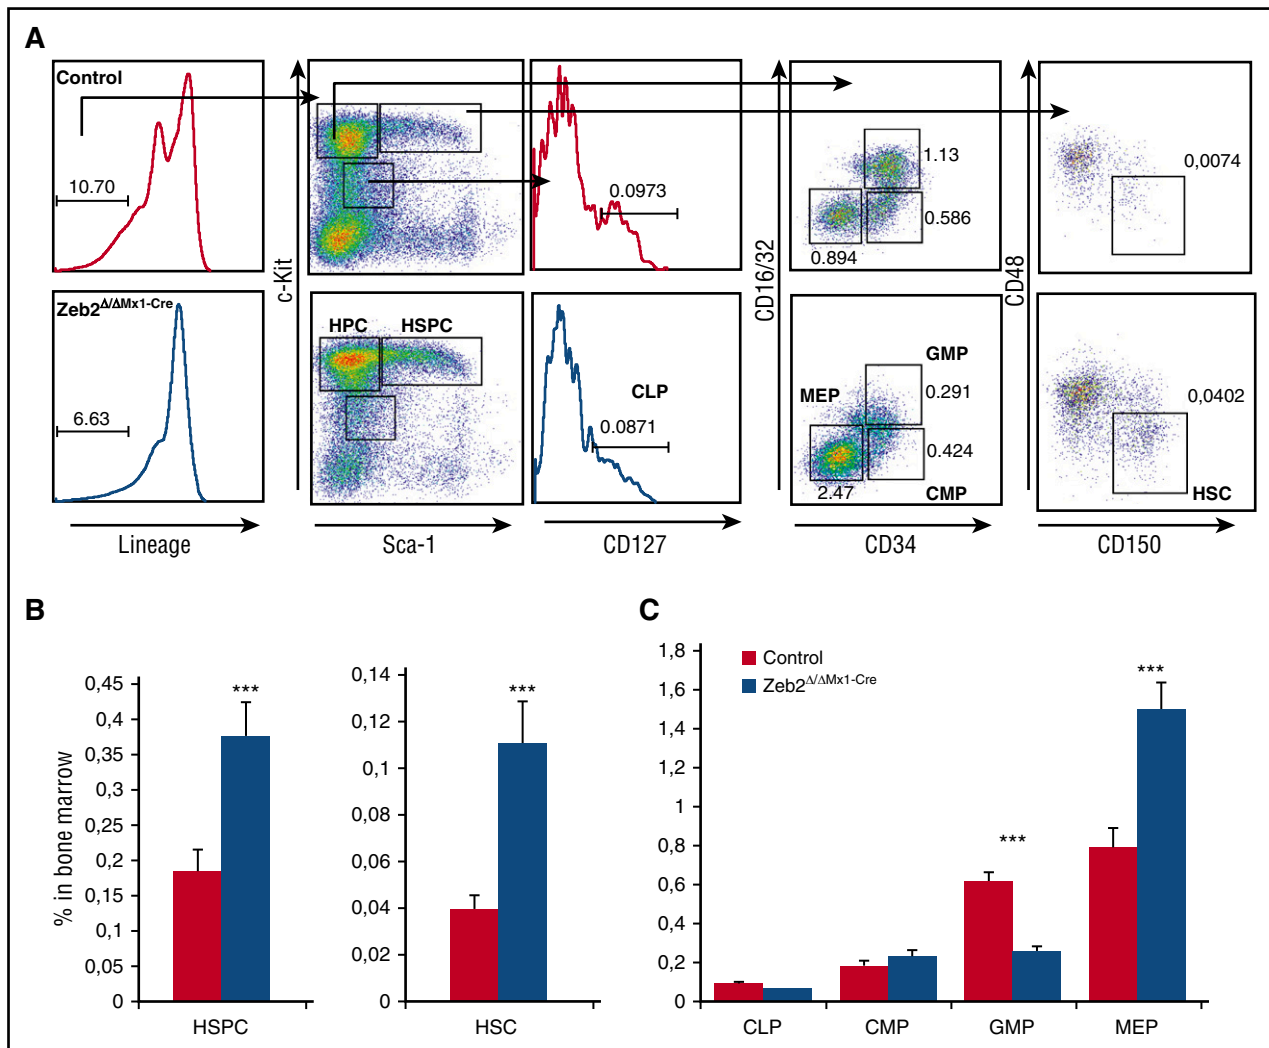 A
Control
10.70
c-Kit
0.0973
CD16/32
1.13
0.586
0.894
CD48
0,0074
Zeb2Δ/ΔMx1-Cre
6.63
HPC
HSPC
CLP
0.0871
GMP
MEP
0.291
0.424
2.47
CMP
0,0402
HSC
Lineage
Sca-1
CD127
CD34
CD150
B
% in bone marrow
0,45
0,4
0,35
0,3
0,25
0,2
0,15
0,1
0,05
0
***
HSPC
0,14
0,12
0,1
0,08
0,06
0,04
0,02
0
***
HSC
C
1,8
1,6
1,4
1,2
1
0,8
0,6
0,4
0,2
0
Control
Zeb2Δ/ΔMx1-Cre
***
***
CLP
CMP
GMP
MEP